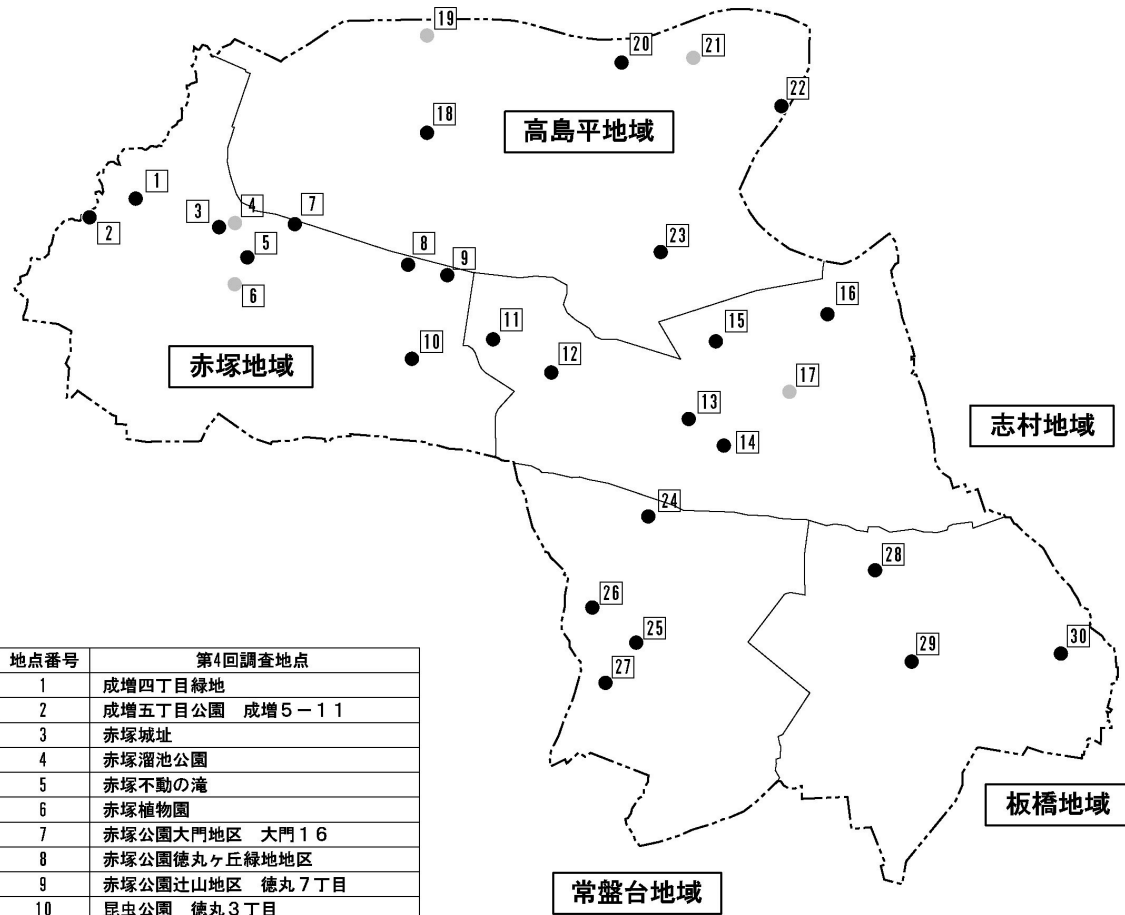 19
20
21
22
高島平地域
18
1
2
3
4
7
5
8
9
23
6
16
11
15
10
12
赤塚地域
17
13
志村地域
14
24
28
26
25
29
30
27
地点番号 第4回調査地点
1 成増四丁目緑地
2 成増五丁目公園 成増5－11
3 赤塚城址
4 赤塚溜池公園
5 赤塚不動の滝
6 赤塚植物園
7 赤塚公園大門地区 大門16
8 赤塚公園徳丸ヶ丘緑地地区
9 赤塚公園辻山地区 徳丸7丁目
10 昆虫公園 徳丸3丁目
板橋地域
常盤台地域